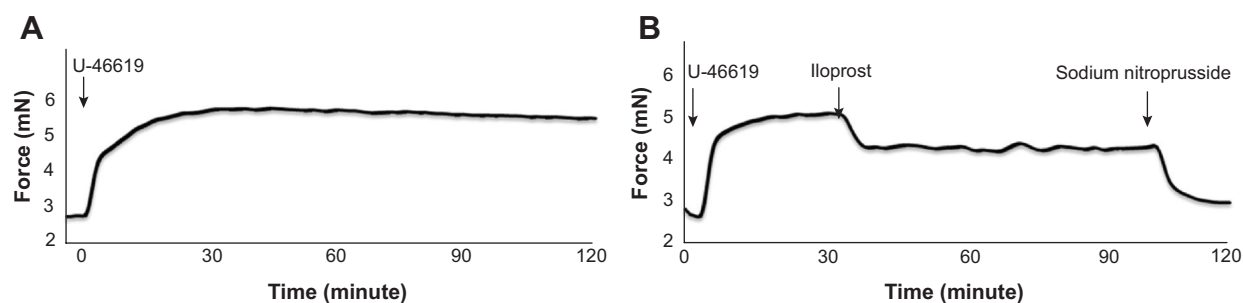 A
U-46619
Force (mN)
6
5
4
3
2
0
30
60
90
120
Time (minute)
B
U-46619
Iloprost
Sodium nitroprusside
Force (mN)
6
5
4
3
2
0
30
60
90
120
Time (minute)